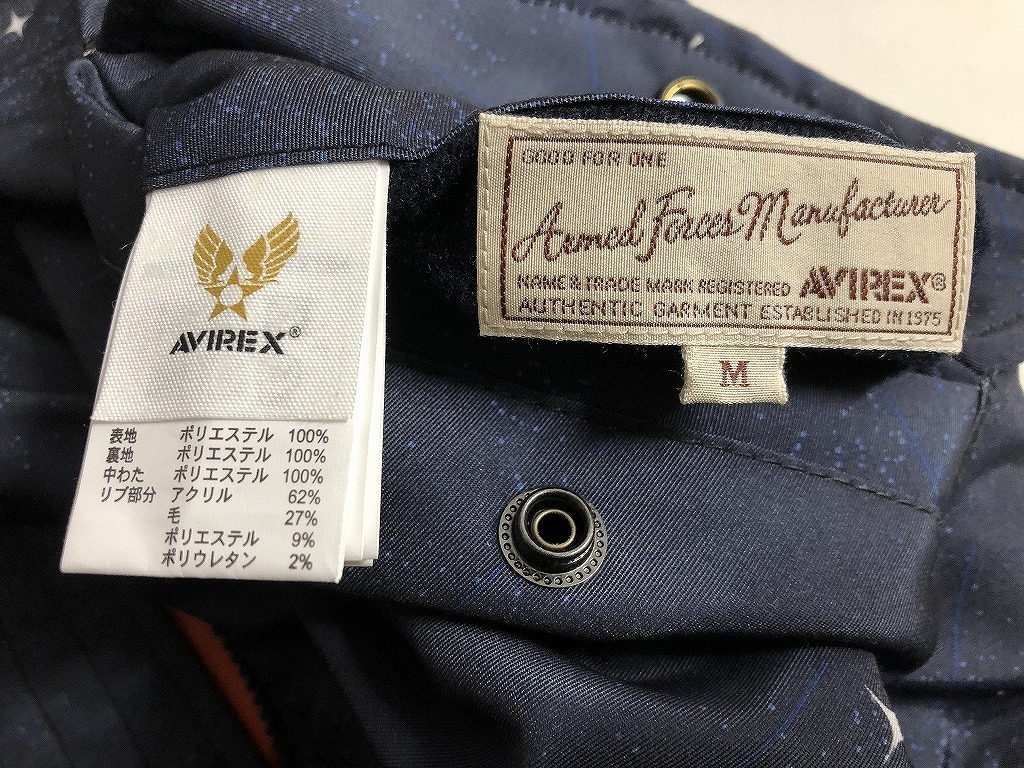 AVIREX®
表地 ポリエステル 100%
裏地 ポリエステル 100%
中わた ポリエステル 100%
リブ部分 アクリル 62%
毛 27%
ポリエステル 9%
ポリウレタン 2%
GOOD FOR ONE
Armed Forces Manufacturer
NAME & TRADE MARK REGISTERED AVIREX®
AUTHENTIC GARMENT ESTABLISHED IN 1975
M